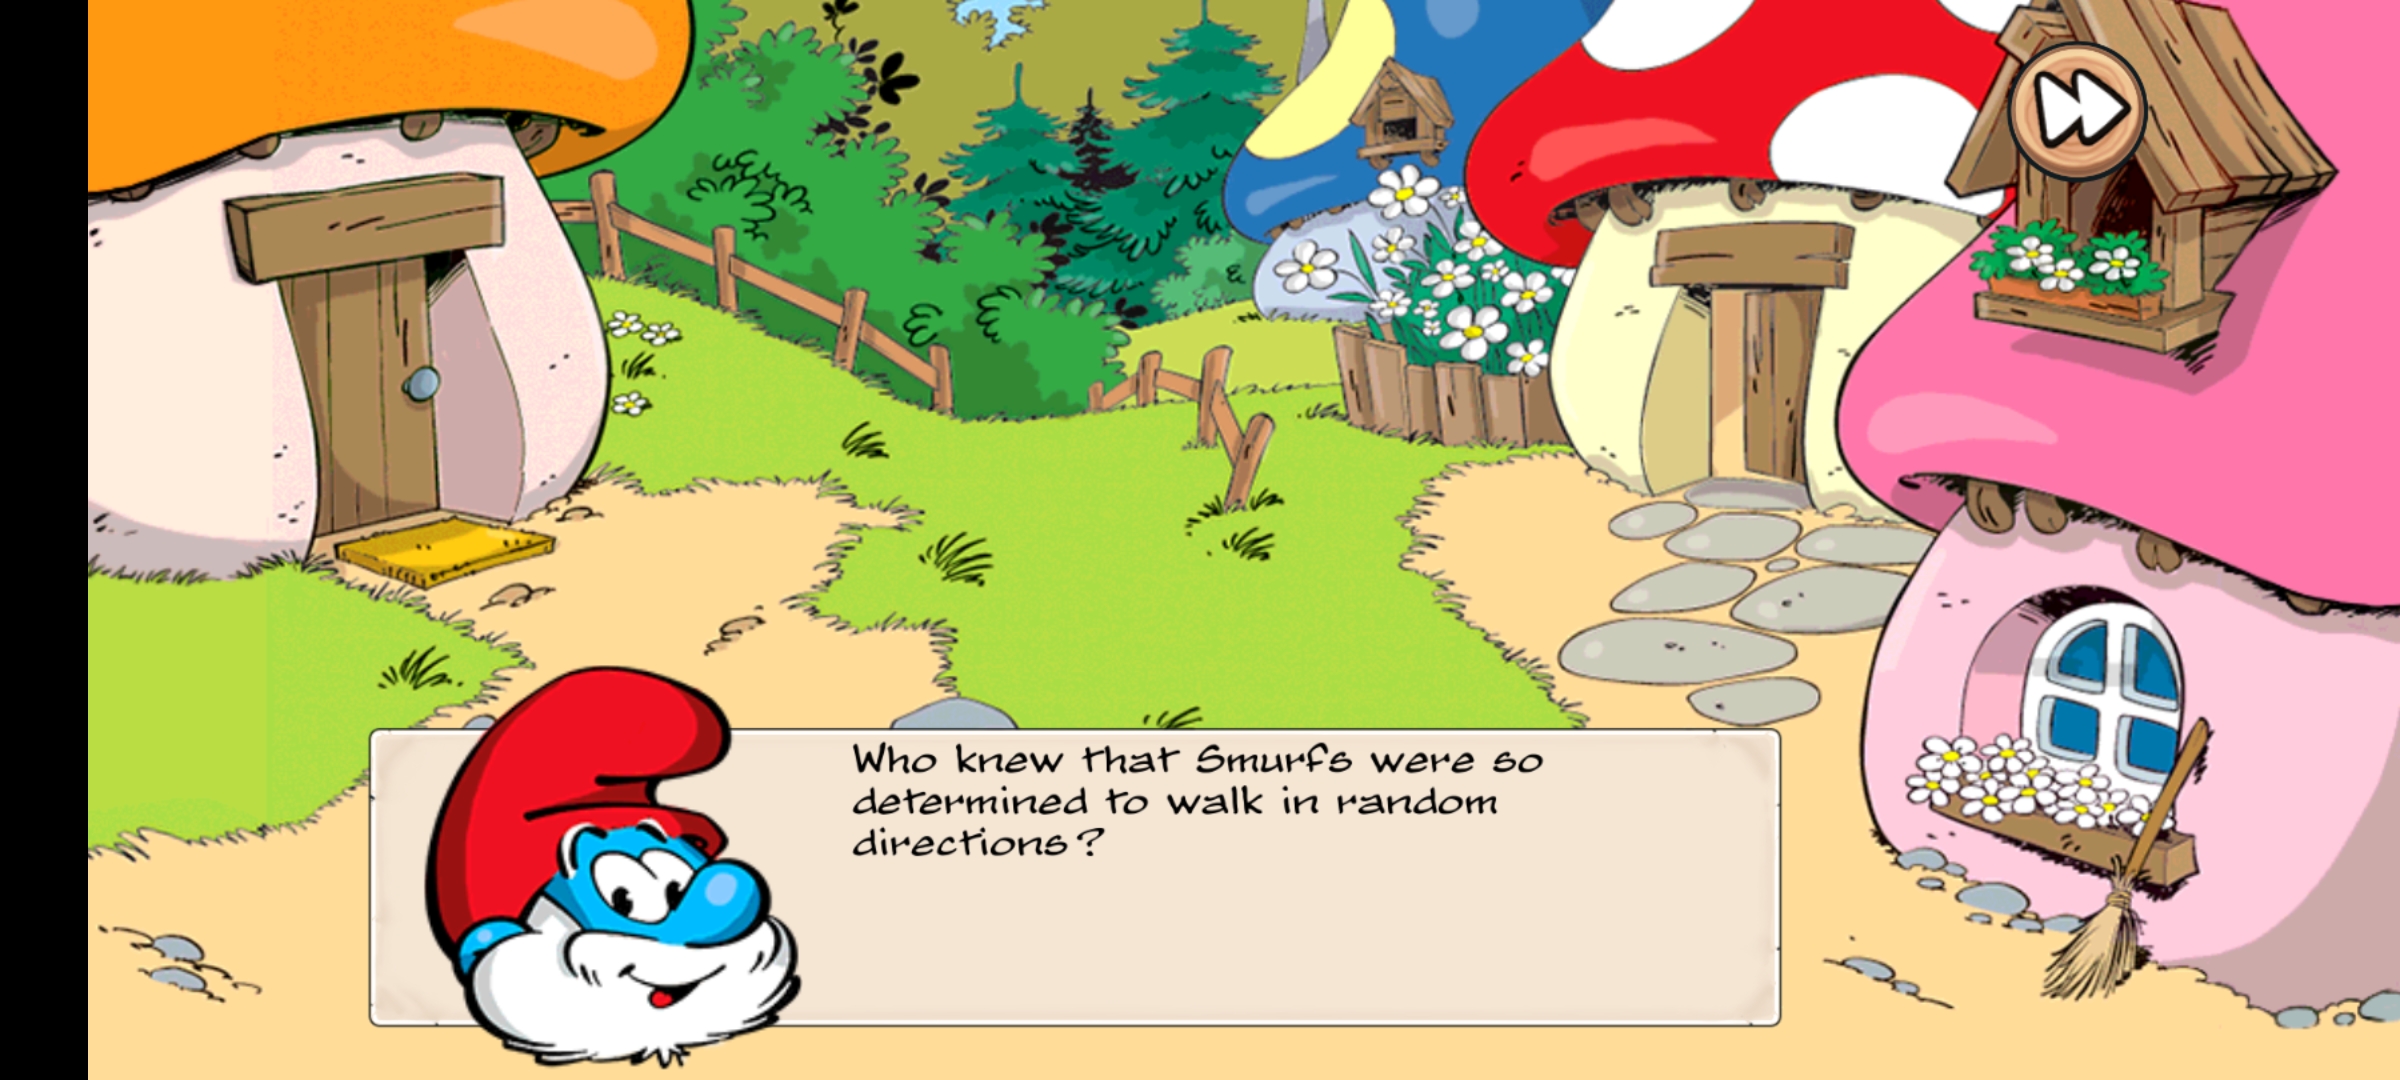 Who knew that Smurfs were so
determined to walk in random
directions?